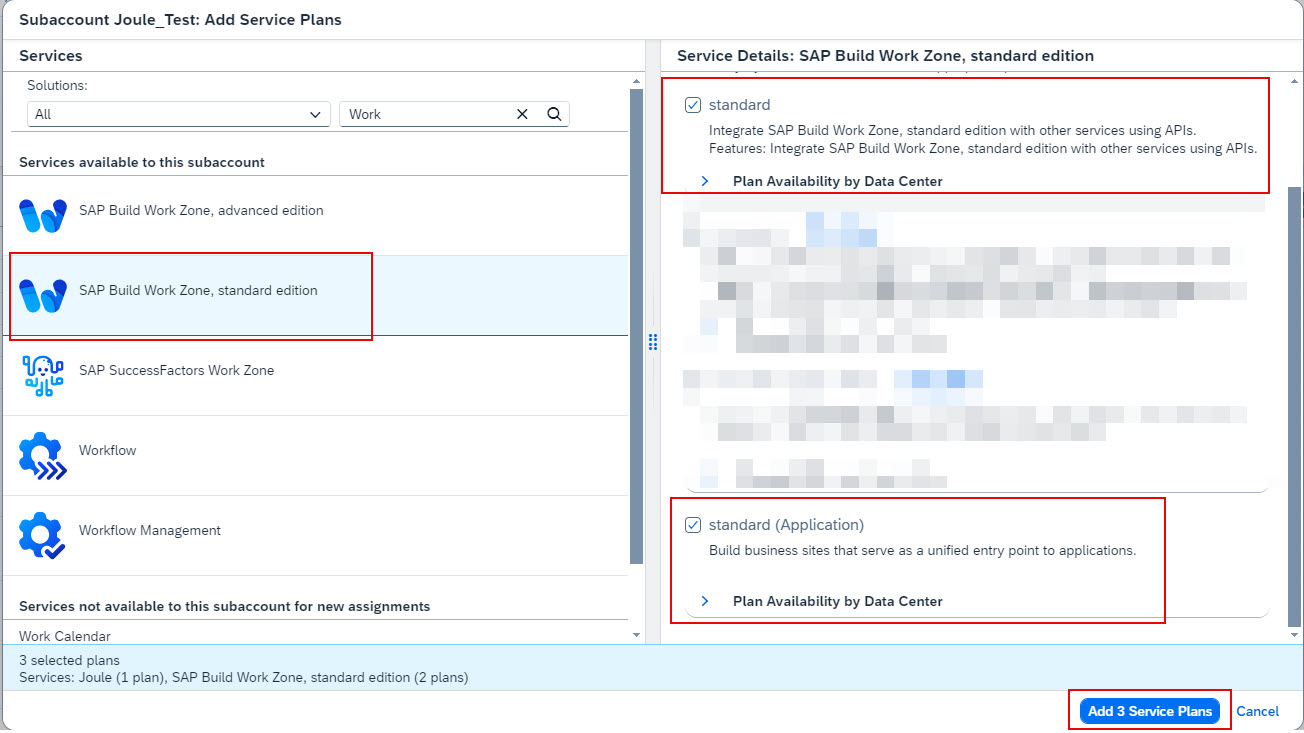 Subaccount Joule_Test: Add Service Plans
Services
Solutions:
All
Work
Services available to this subaccount
SAP Build Work Zone, advanced edition
SAP Build Work Zone, standard edition
SAP SuccessFactors Work Zone
Workflow
Workflow Management
Services not available to this subaccount for new assignments
Work Calendar
Service Details: SAP Build Work Zone, standard edition
standard
Integrate SAP Build Work Zone, standard edition with other services using APIs.
Features: Integrate SAP Build Work Zone, standard edition with other services using APIs.
Plan Availability by Data Center
standard (Application)
Build business sites that serve as a unified entry point to applications.
Plan Availability by Data Center
3 selected plans
Services: Joule (1 plan), SAP Build Work Zone, standard edition (2 plans)
Add 3 Service Plans
Cancel